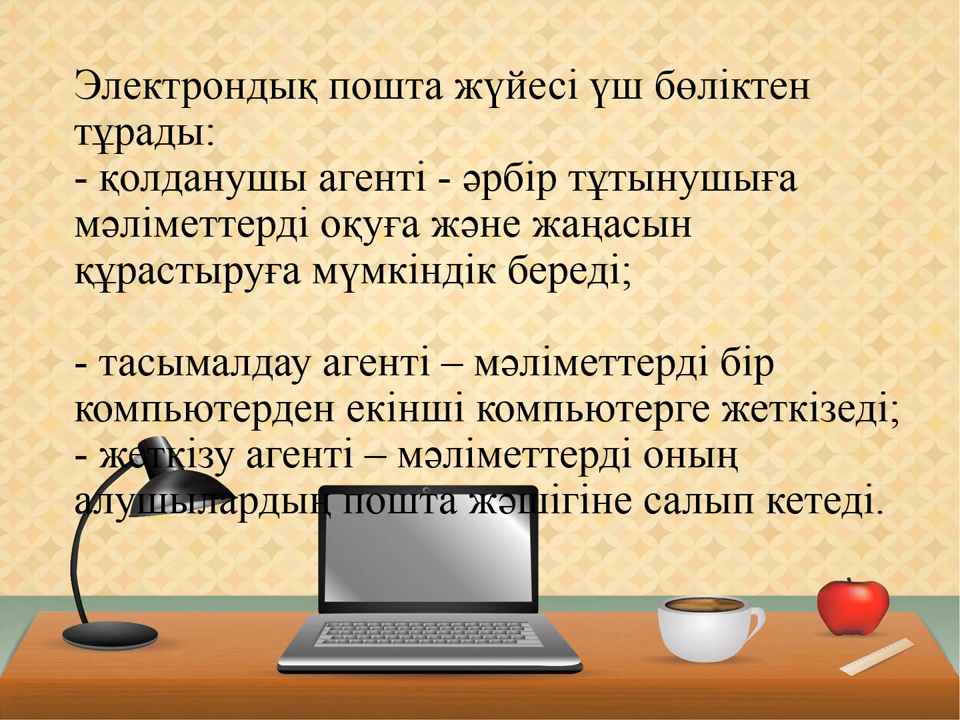 Электрондық пошта жүйесі үш бөліктен
тұрады:
- қолданушы агенті - әрбір тұтынушыға
мәліметтерді оқуға және жаңасын
құрастыруға мүмкіндік береді;
- тасымалдау агенті – мәліметтерді бір
компьютерден екінші компьютерге жеткізеді;
- жеткізу агенті – мәліметтерді оның
алушылардың пошта жәшігіне салып кетеді.